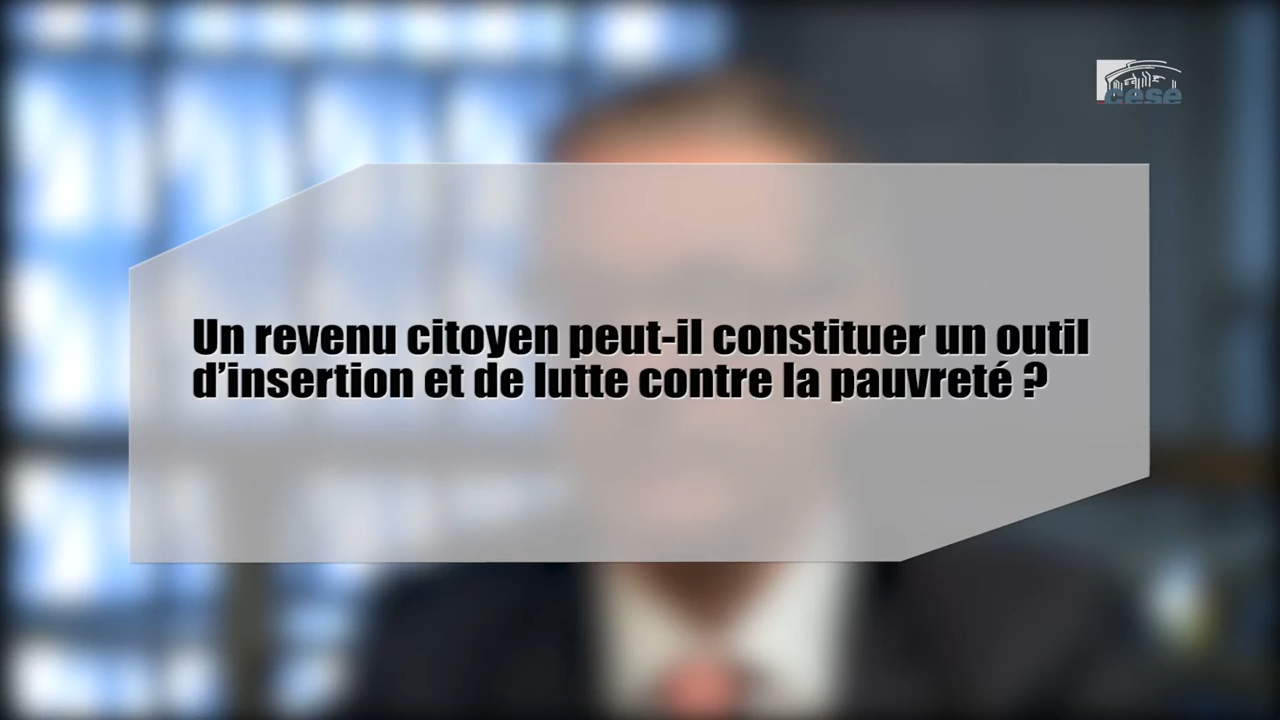 cese
Un revenu citoyen peut-il constituer un outil
d’insertion et de lutte contre la pauvreté ?